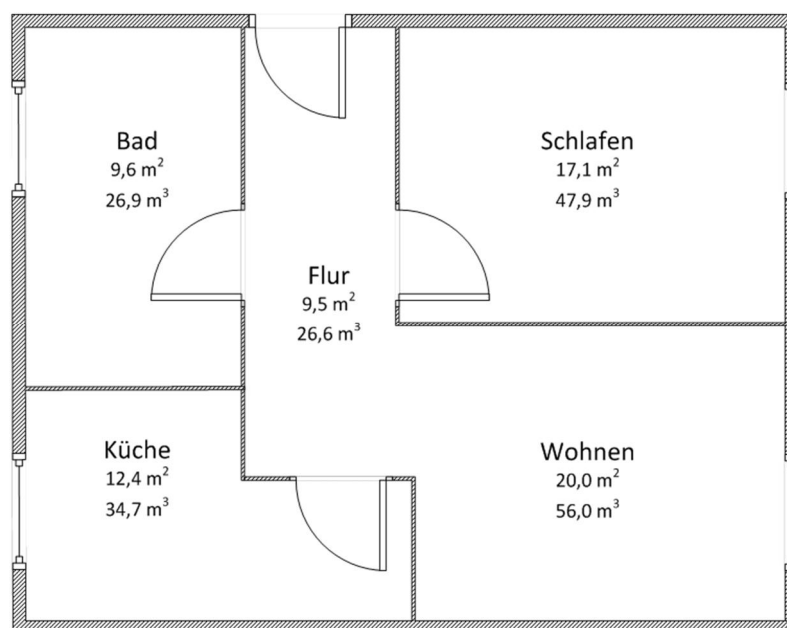 Bad
9,6 m²
26,9 m³
Schlafen
17,1 m²
47,9 m³
Flur
9,5 m²
26,6 m³
Küche
12,4 m²
34,7 m³
Wohnen
20,0 m²
56,0 m³